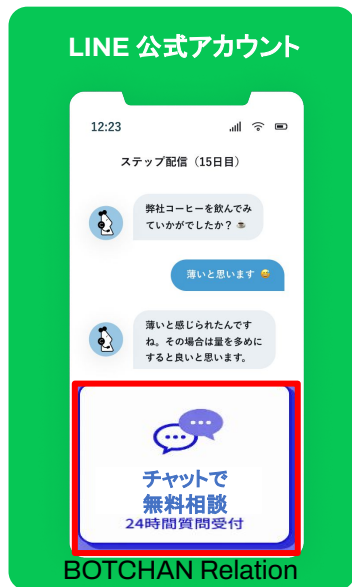 LINE 公式アカウント
12:23
ステップ配信（15日目）
弊社コーヒーを飲んでみ
ていかがでしたか？ ☕
薄いと思います 😅
薄いと感じられたんです
ね。その場合は量を多めに
すると良いと思います。
チャットで
無料相談
24時間質問受付
BOTCHAN Relation